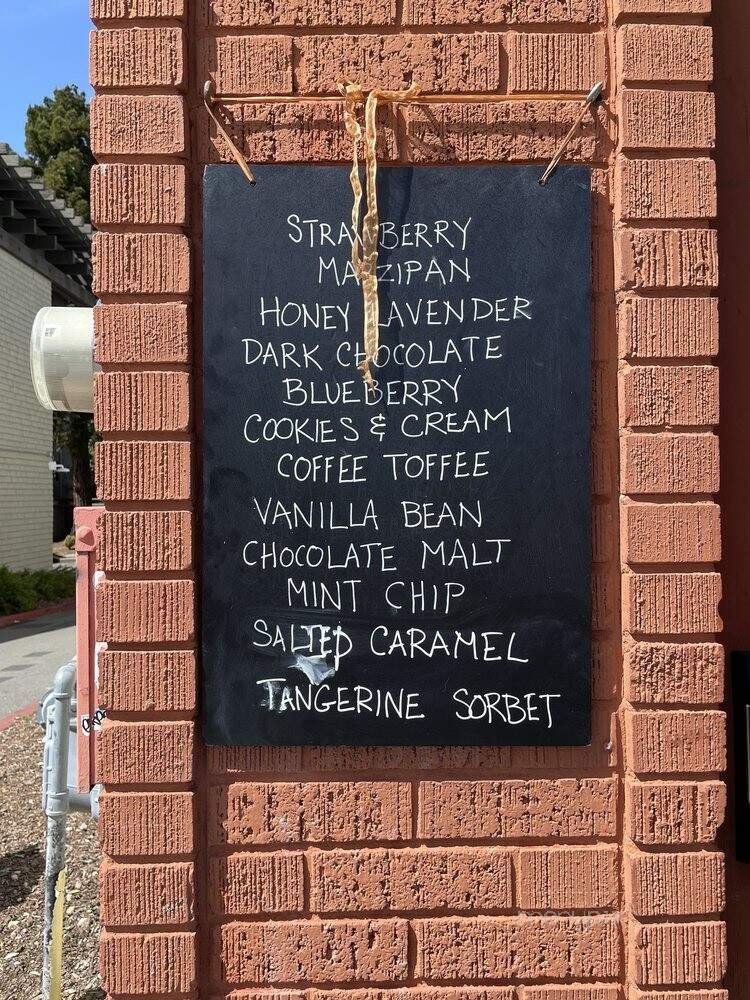 STRAWBERRY
MARZIPAN
HONEY LAVENDER
DARK CHOCOLATE
BLUEBERRY
COOKIES & CREAM
COFFEE TOFFEE
VANILLA BEAN
CHOCOLATE MALT
MINT CHIP
SALTED CARAMEL
TANGERINE SORBET